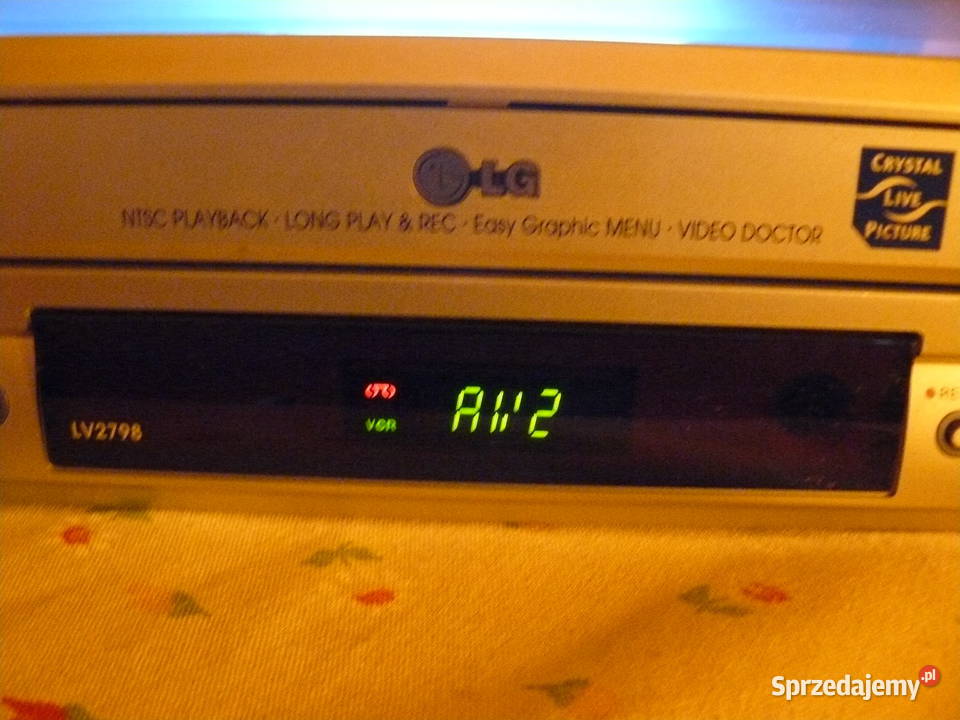 LG
NTSC PLAYBACK · LONG PLAY & REC · Easy Graphic MENU · VIDEO DOCTOR
CRYSTAL
LIVE
PICTURE
VCR
AV2
LV2798
Sprzedajemy.pl